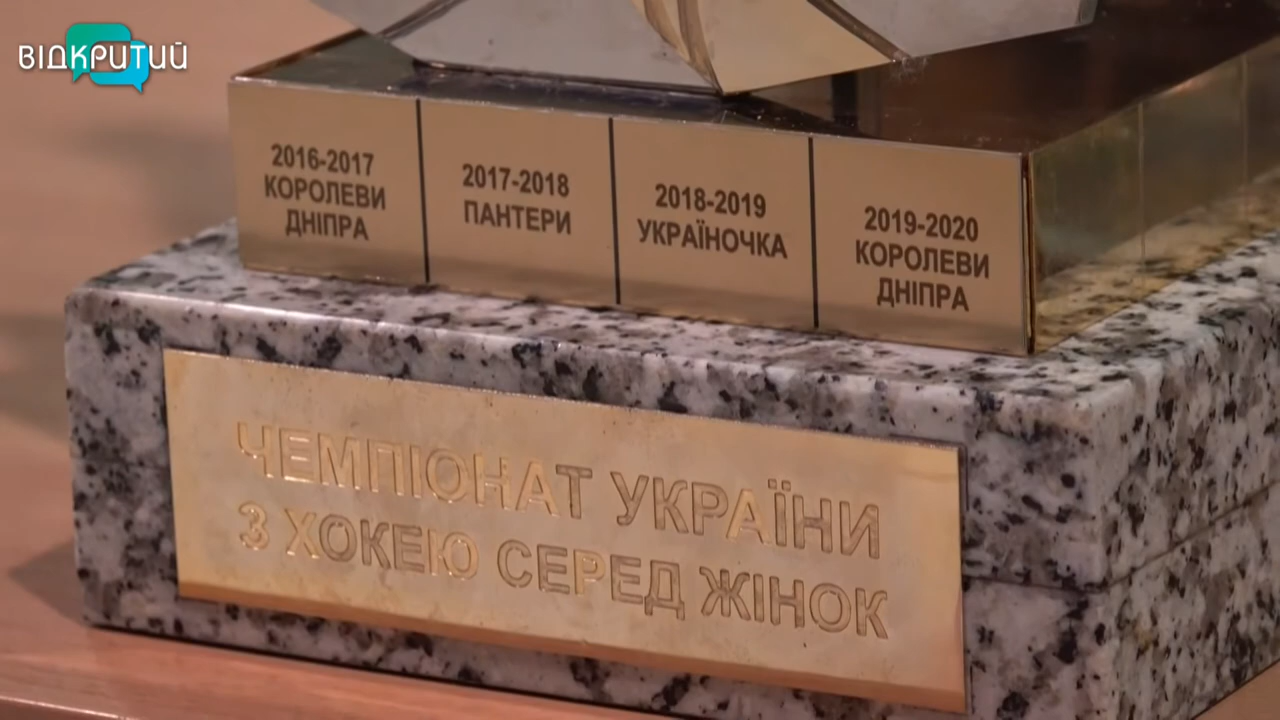 ВІДКРИТИЙ
2016-2017
КОРОЛЕВИ
ДНІПРА
2017-2018
ПАНТЕРИ
2018-2019
УКРАЇНОЧКА
2019-2020
КОРОЛЕВИ
ДНІПРА
ЧЕМПІОНАТ УКРАЇНИ
З ХОКЕЮ СЕРЕД ЖІНОК